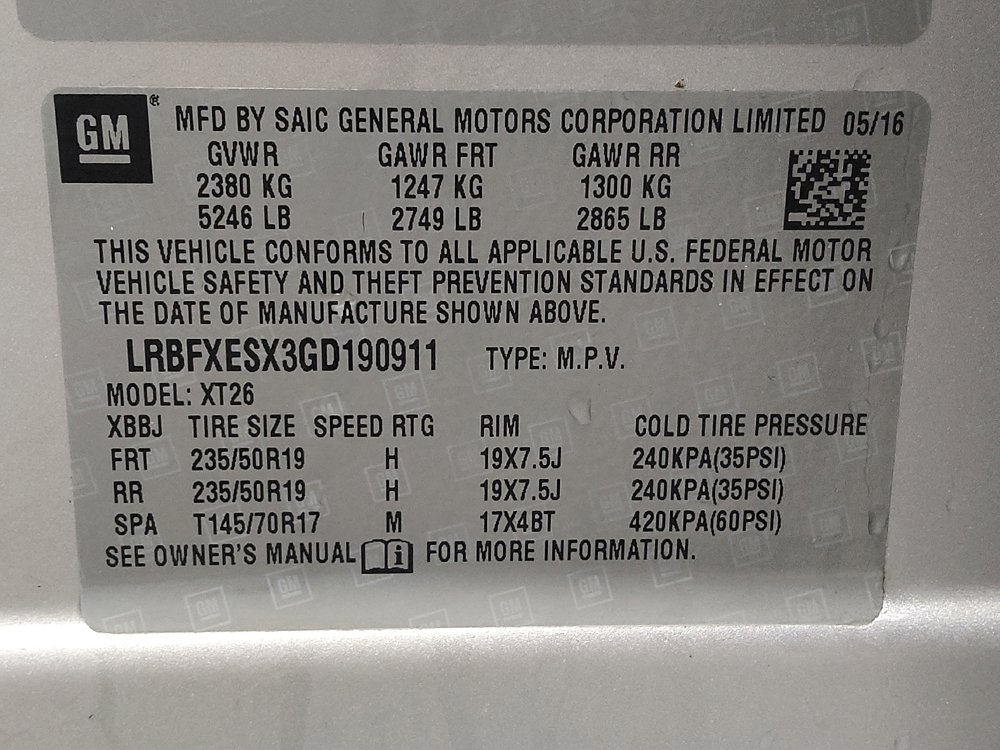 GM ® MFD BY SAIC GENERAL MOTORS CORPORATION LIMITED 05/16
GVWR GAWR FRT GAWR RR
2380 KG 1247 KG 1300 KG
5246 LB 2749 LB 2865 LB
THIS VEHICLE CONFORMS TO ALL APPLICABLE U.S. FEDERAL MOTOR
VEHICLE SAFETY AND THEFT PREVENTION STANDARDS IN EFFECT ON
THE DATE OF MANUFACTURE SHOWN ABOVE.
LRBFXESX3GD190911 TYPE: M.P.V.
MODEL: XT26
XBBJ TIRE SIZE SPEED RTG RIM COLD TIRE PRESSURE
FRT 235/50R19 H 19X7.5J 240KPA(35PSI)
RR 235/50R19 H 19X7.5J 240KPA(35PSI)
SPA T145/70R17 M 17X4BT 420KPA(60PSI)
SEE OWNER'S MANUAL i FOR MORE INFORMATION.